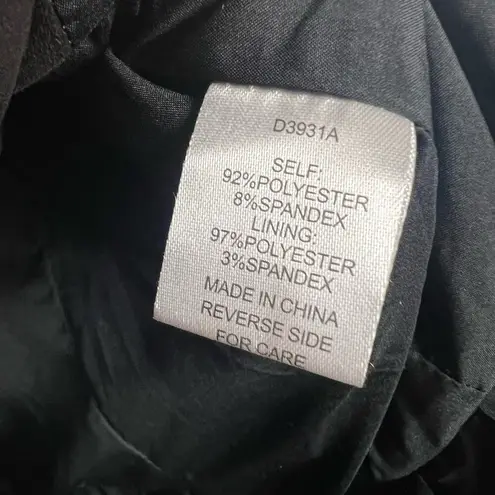 D3931A
SELF:
92%POLYESTER
8%SPANDEX
LINING:
97%POLYESTER
3%SPANDEX
MADE IN CHINA
REVERSE SIDE
FOR CARE